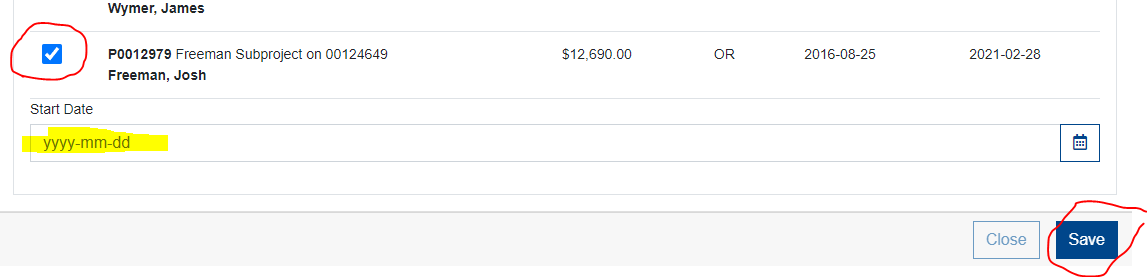 Wymer, James
P0012979 Freeman Subproject on 00124649 $12,690.00 OR 2016-08-25 2021-02-28
Freeman, Josh
Start Date
yyyy-mm-dd
Close Save